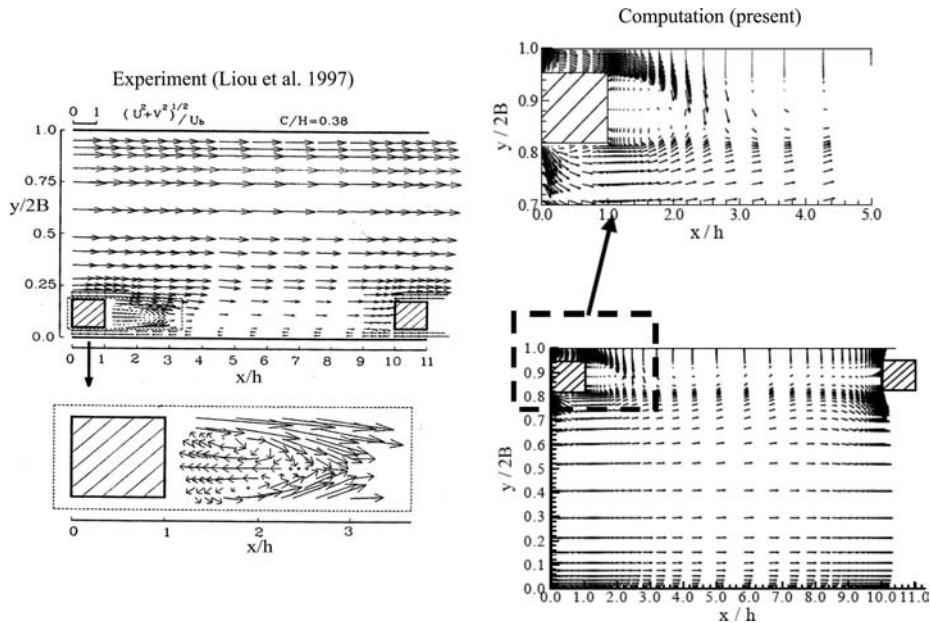 Computation (present)
Experiment (Liou et al. 1997)
0 1
(U²+V²)^1/2 / U_b
C/H=0.38
1.0
0.75
y/2B
0.5
0.25
0.0
0 1 2 3 4 5 6 7 8 9 10 11
x/h
0 1 2 3
x/h
1.0
0.9
y / 2B
0.8
0.7
0.0 1.0 2.0 3.0 4.0 5.0
x / h
1.0
0.9
0.8
0.7
0.6
y / 2B
0.5
0.4
0.3
0.2
0.1
0.0
0.0 1.0 2.0 3.0 4.0 5.0 6.0 7.0 8.0 9.0 10.0 11.0
x / h